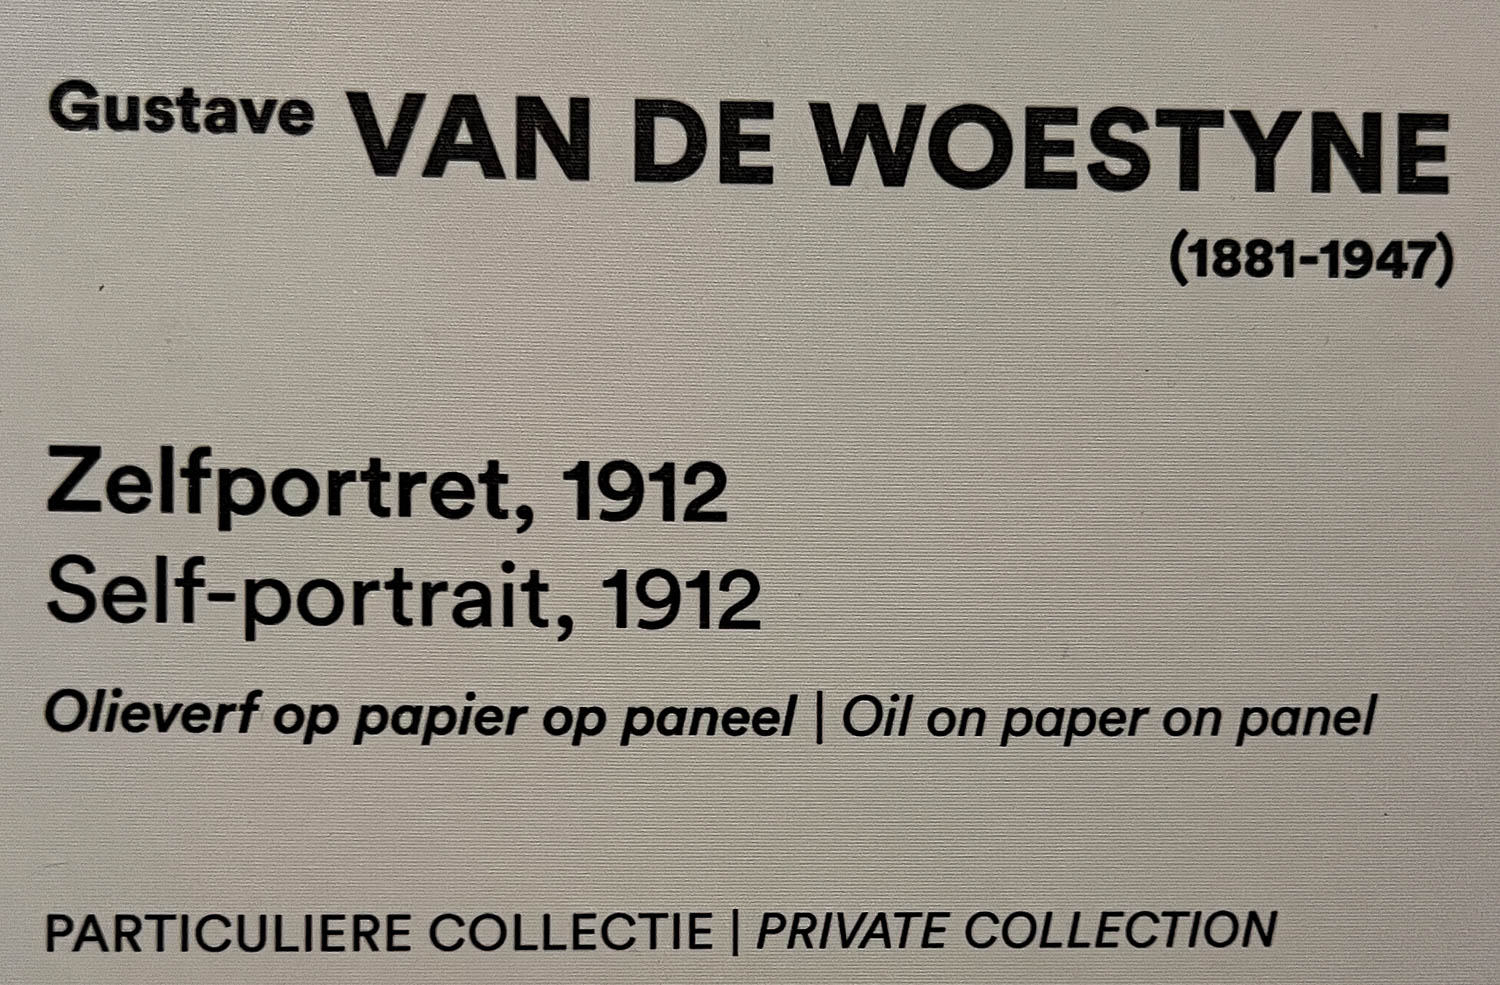 Gustave VAN DE WOESTYNE
(1881-1947)
Zelfportret, 1912
Self-portrait, 1912
Olieverf op papier op paneel | Oil on paper on panel
PARTICULIERE COLLECTIE | PRIVATE COLLECTION